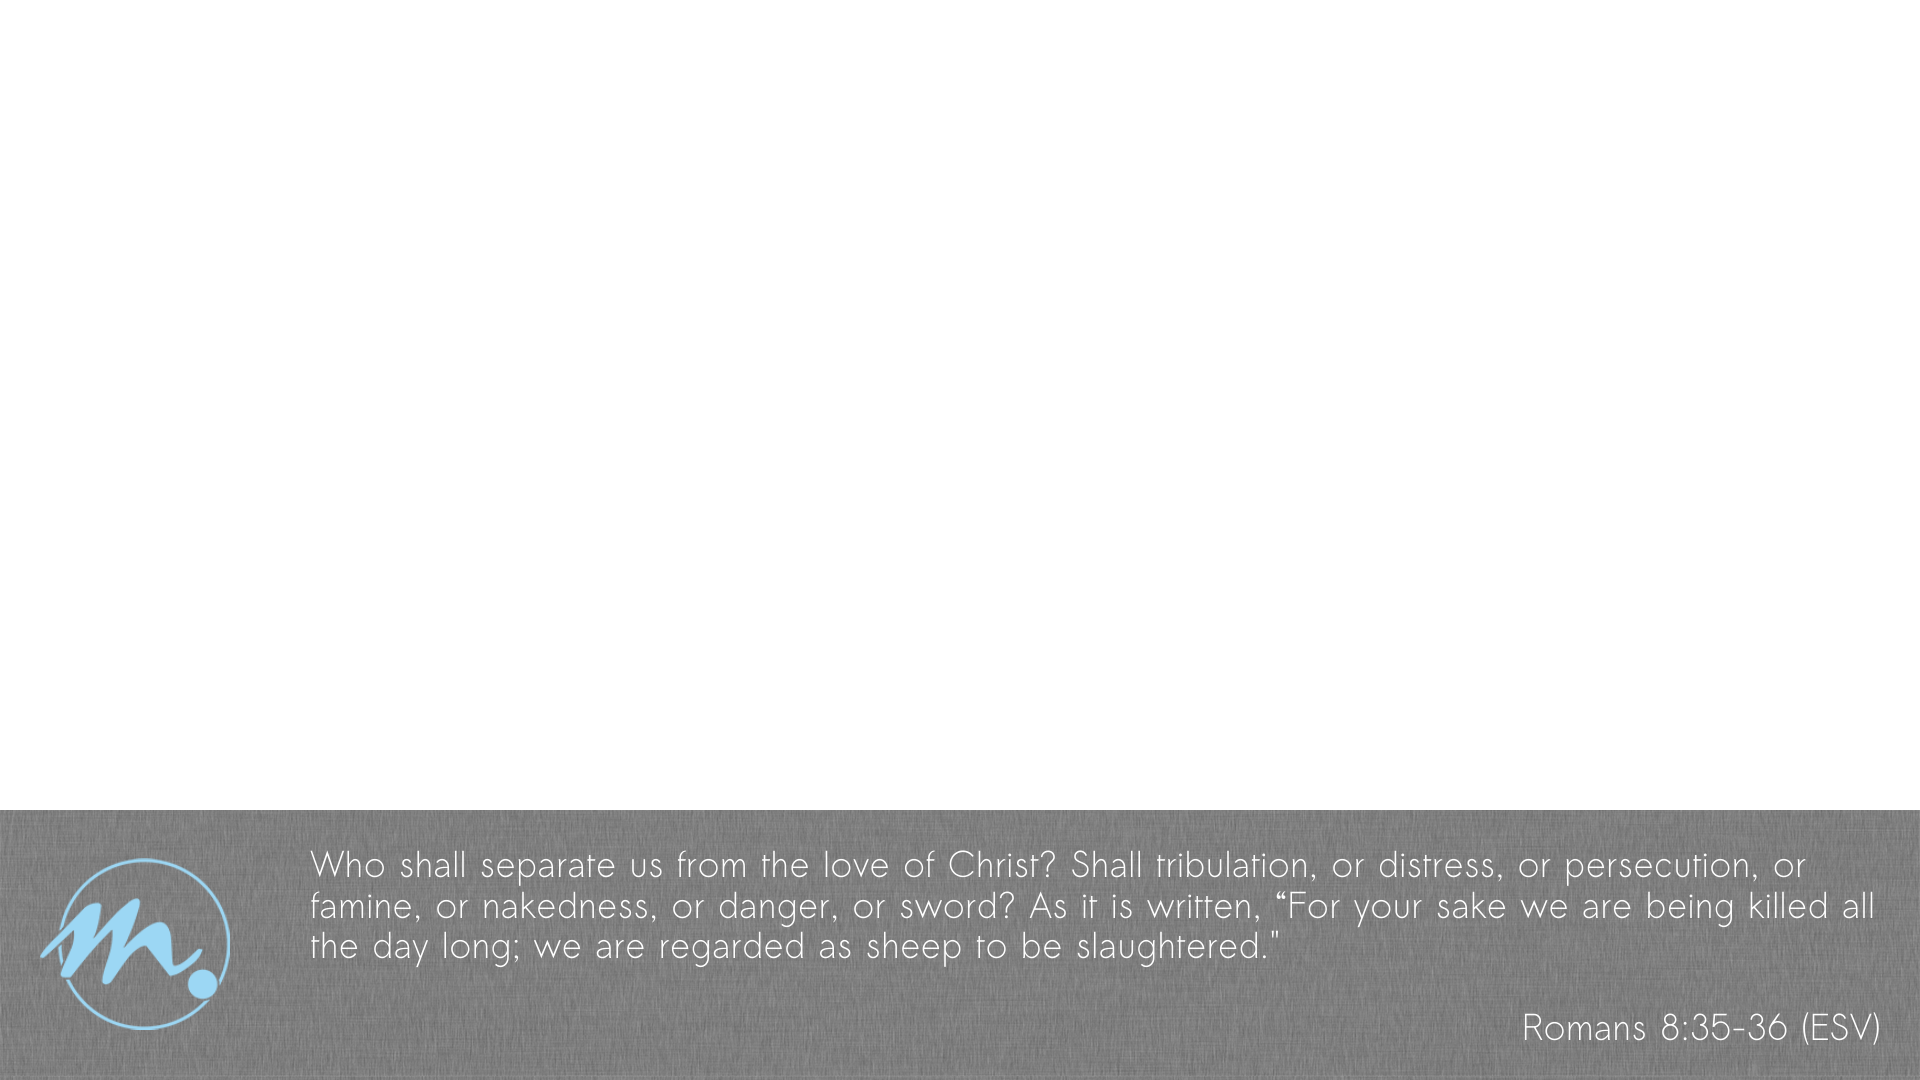 Who shall separate us from the love of Christ? Shall tribulation, or distress, or persecution, or
famine, or nakedness, or danger, or sword? As it is written, “For your sake we are being killed all
the day long; we are regarded as sheep to be slaughtered."
m.
Romans 8:35-36 (ESV)